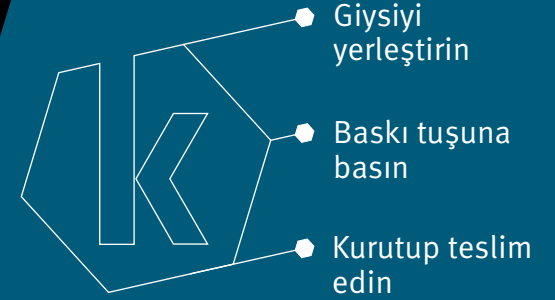 k
Giysiyi
yerleştirin
Baskı tuşuna
basın
Kurutup teslim
edin